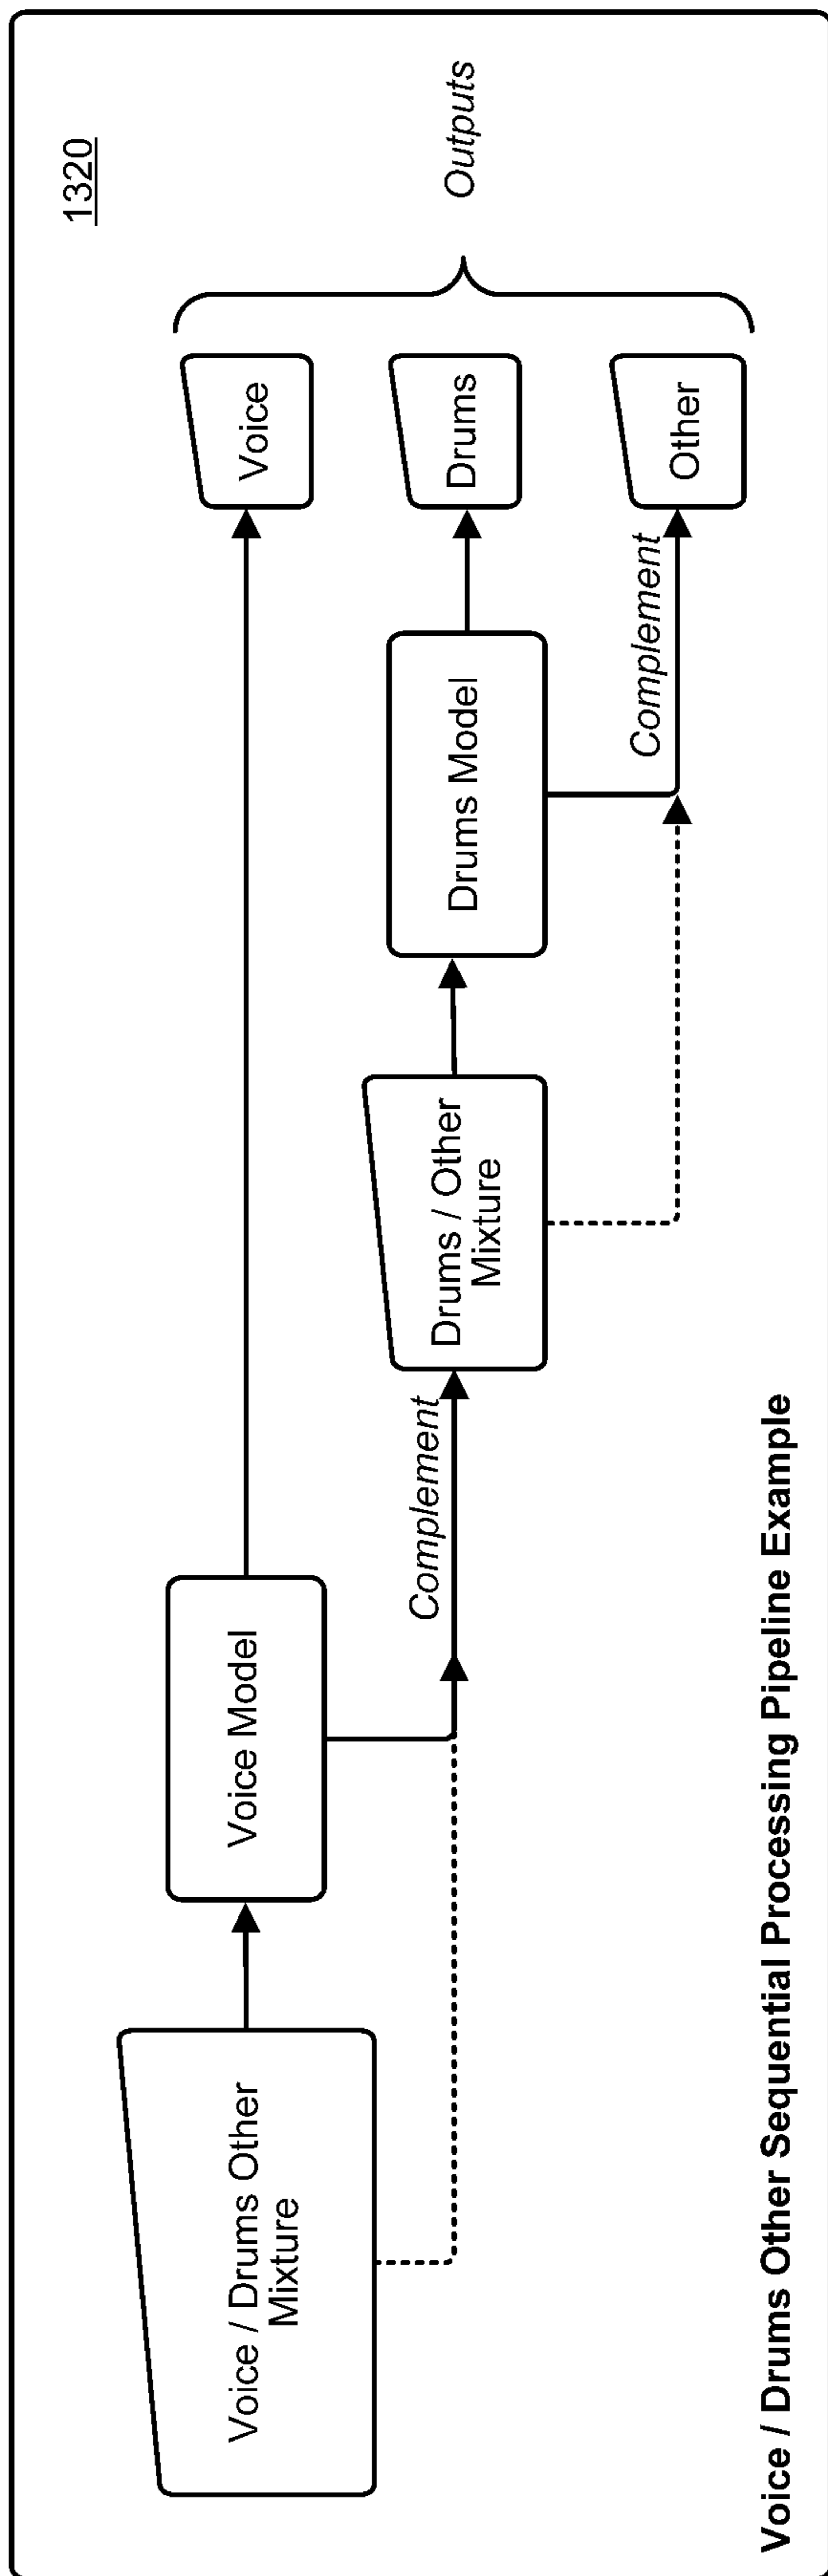 1320
Voice / Drums Other
Mixture
Voice Model
Voice
Complement
Drums / Other
Mixture
Drums Model
Drums
Complement
Other
Outputs
Voice / Drums Other Sequential Processing Pipeline Example